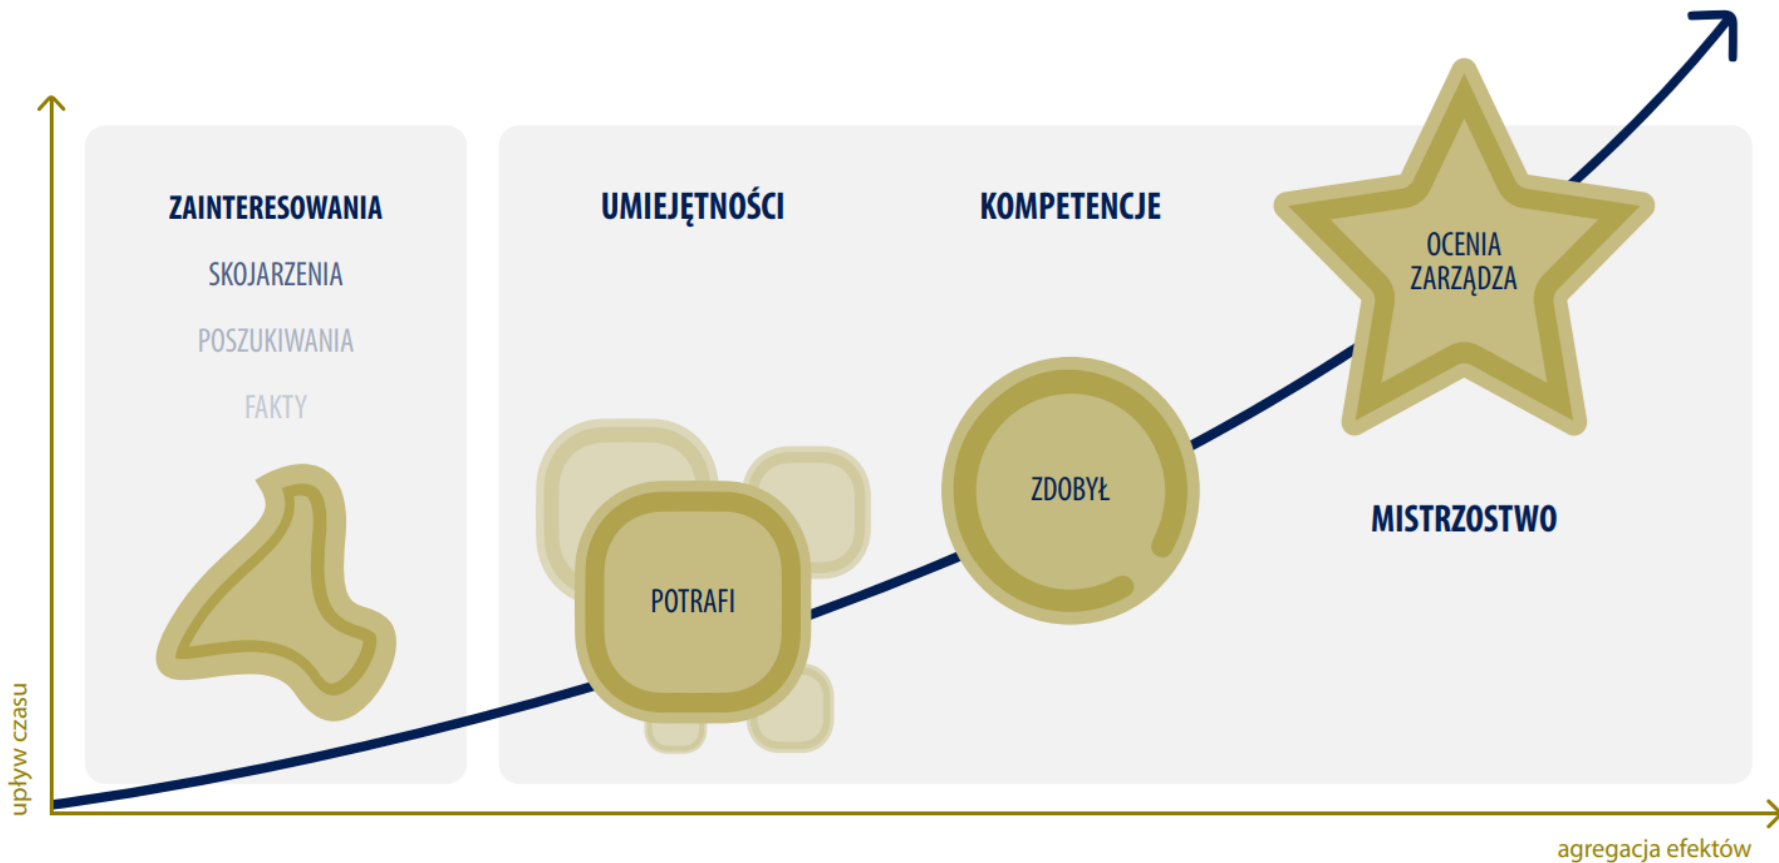 ZAINTERESOWANIA
SKOJARZENIA
POSZUKIWANIA
FAKTY
UMIEJĘTNOŚCI
POTRAFI
KOMPETENCJE
ZDOBYŁ
OCENIA
ZARZĄDZA
MISTRZOSTWO
upływ czasu
agregacja efektów